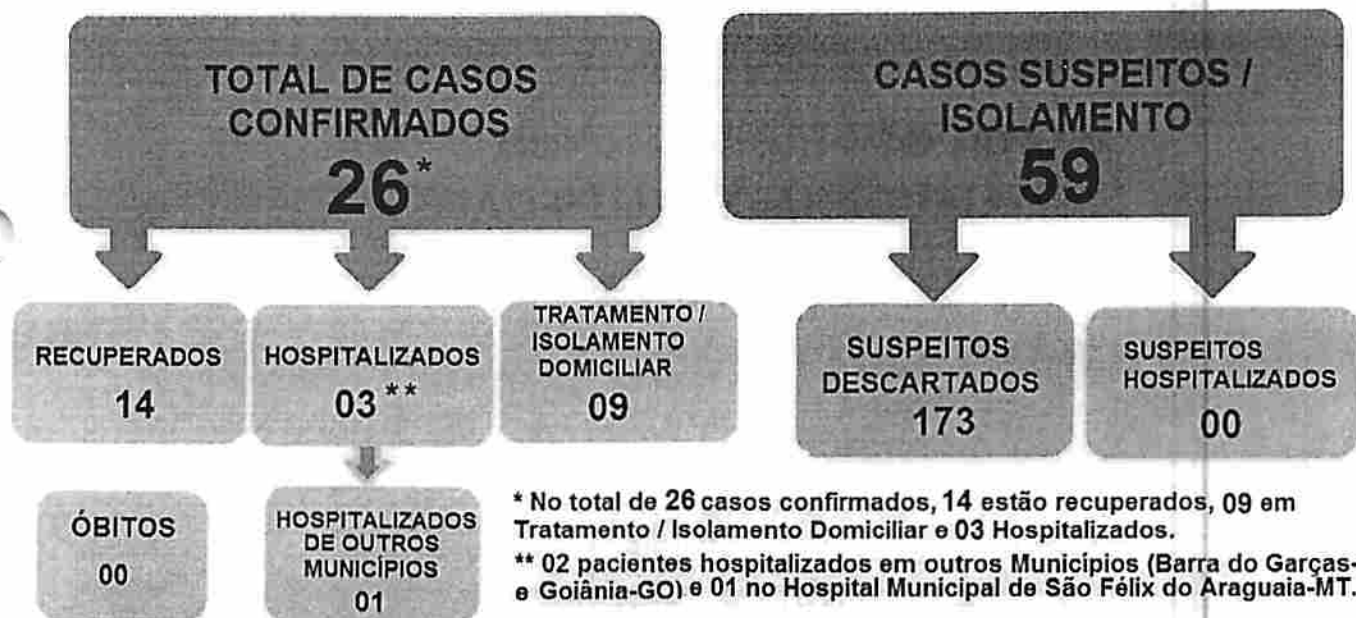 TOTAL DE CASOS
CONFIRMADOS
26*
CASOS SUSPEITOS /
ISOLAMENTO
59
RECUPERADOS
14
HOSPITALIZADOS
03**
TRATAMENTO /
ISOLAMENTO
DOMICILIAR
09
SUSPEITOS
DESCARTADOS
173
SUSPEITOS
HOSPITALIZADOS
00
ÓBITOS
00
HOSPITALIZADOS
DE OUTROS
MUNICÍPIOS
01
* No total de 26 casos confirmados, 14 estão recuperados, 09 em
Tratamento / Isolamento Domiciliar e 03 Hospitalizados.
** 02 pacientes hospitalizados em outros Municípios (Barra do Garças-
e Goiânia-GO) e 01 no Hospital Municipal de São Félix do Araguaia-MT.